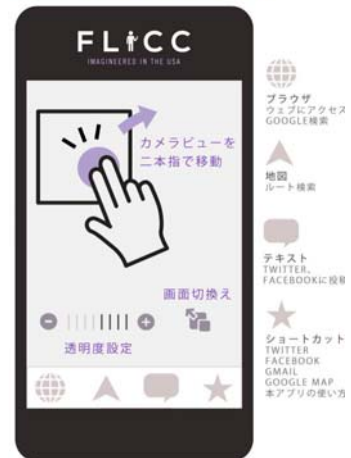 FLiCC
IMAGINEERED IN THE USA
カメラビューを
二本指で移動
画面切換え
透明度設定
ブラウザ
ウェブにアクセス
GOOGLE検索
地図
ルート検索
テキスト
TWITTER、
FACEBOOKに投稿
ショートカット
TWITTER
FACEBOOK
GMAIL
GOOGLE MAP
本アプリの使い方